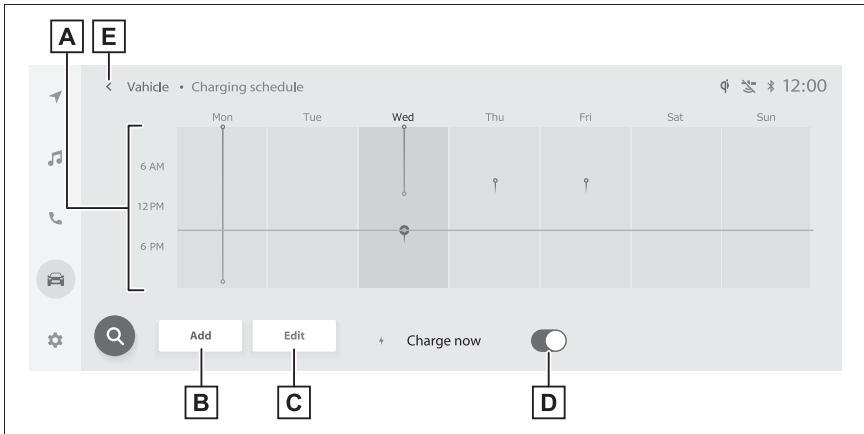 A E
< Vahicle • Charging schedule 12:00
Mon Tue Wed Thu Fri Sat Sun
6 AM
12 PM
6 PM
Add Edit Charge now
B C D